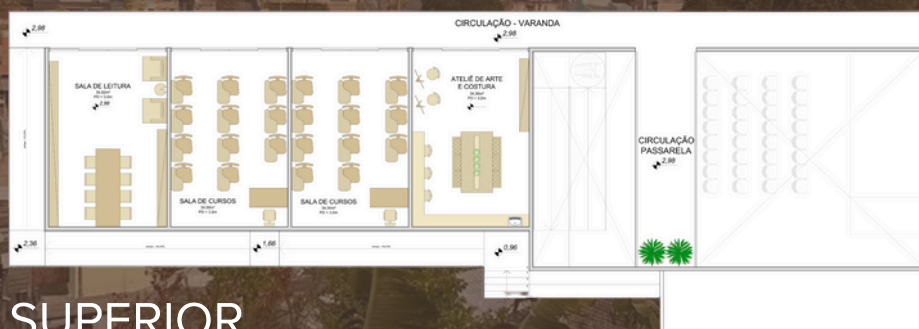 CIRCULAÇÃO - VARANDA
2,98
2,98
SALA DE LEITURA
2,98
ATELIÊ DE ARTE
E COSTURA
CIRCULAÇÃO
PASSARELA
2,98
SALA DE CURSOS
SALA DE CURSOS
2,36
1,66
0,96
SUPERIOR